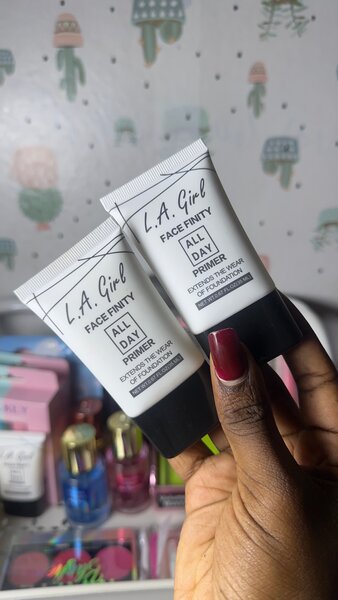 L.A. Girl
FACE FINITY
ALL
DAY
PRIMER
EXTENDS THE WEAR
OF FOUNDATION
L.A. Girl
FACE FINITY
ALL
DAY
PRIMER
EXTENDS THE WEAR
OF FOUNDATION
L.A. Girl